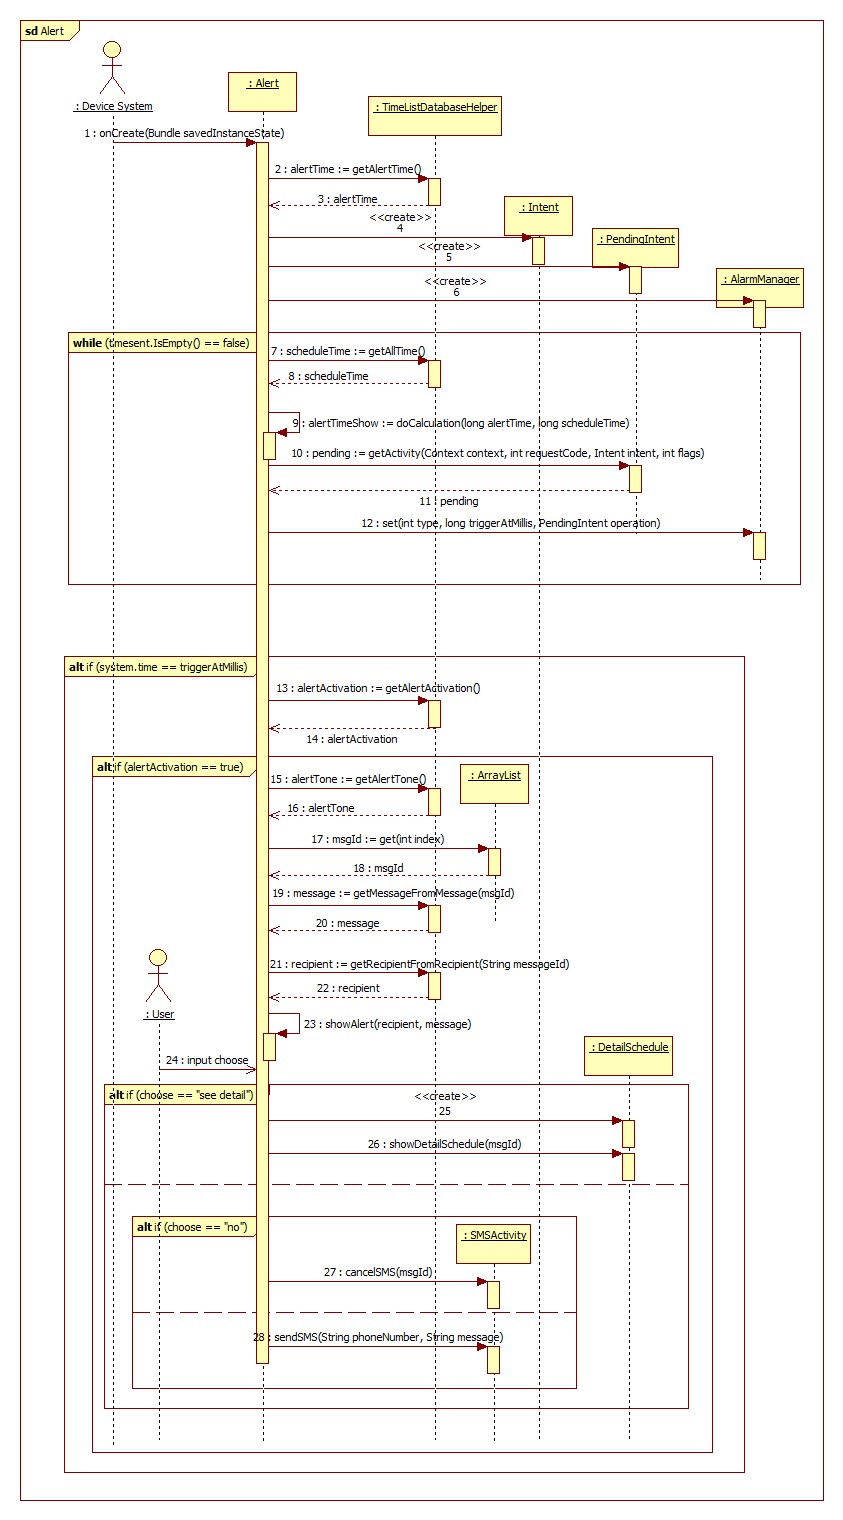 sd Alert
: Device System
: Alert
: TimeListDatabaseHelper
1 : onCreate(Bundle savedInstanceState)
2 : alertTime := getAlertTime()
3 : alertTime
<<create>>
4
: Intent
<<create>>
5
: PendingIntent
<<create>>
6
: AlarmManager
while (timesent.IsEmpty() == false)
7 : scheduleTime := getAllTime()
8 : scheduleTime
9 : alertTimeShow := doCalculation(long alertTime, long scheduleTime)
10 : pending := getActivity(Context context, int requestCode, Intent intent, int flags)
11 : pending
12 : set(int type, long triggerAtMillis, PendingIntent operation)
alt if (system.time == triggerAtMillis)
13 : alertActivation := getAlertActivation()
14 : alertActivation
alt if (alertActivation == true)
15 : alertTone := getAlertTone()
: ArrayList
16 : alertTone
17 : msgId := get(int index)
18 : msgId
19 : message := getMessageFromMessage(msgId)
20 : message
21 : recipient := getRecipientFromRecipient(String messageId)
22 : recipient
: User
23 : showAlert(recipient, message)
24 : input choose
: DetailSchedule
alt if (choose == "see detail")
<<create>>
25
26 : showDetailSchedule(msgId)
alt if (choose == "no")
: SMSActivity
27 : cancelSMS(msgId)
28 : sendSMS(String phoneNumber, String message)